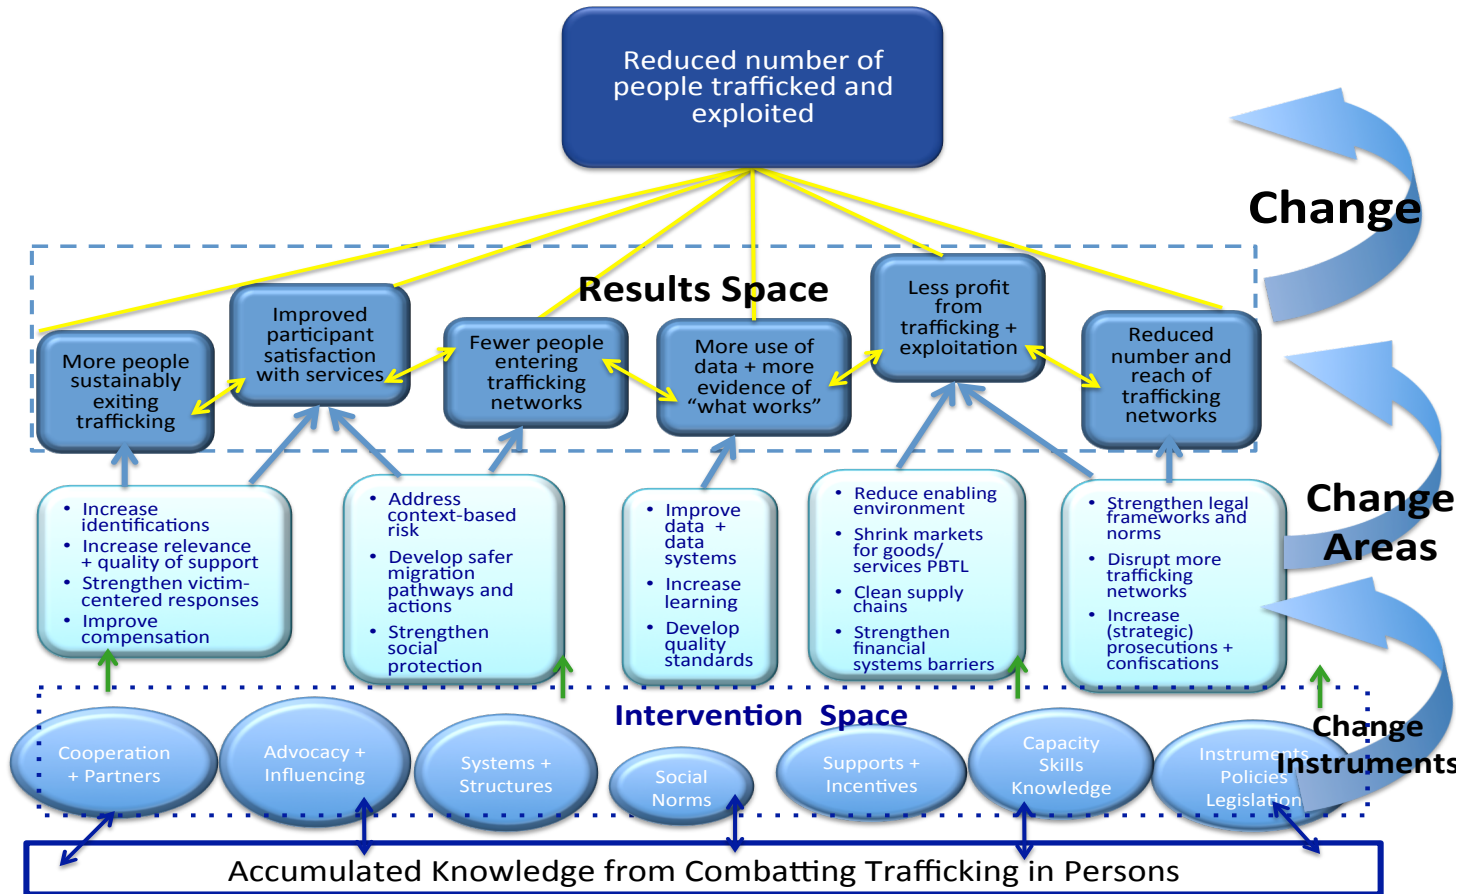 Reduced number of
people trafficked and
exploited
Change
Results Space
More people
sustainably
exiting
trafficking
Improved
participant
satisfaction
with services
Fewer people
entering
trafficking
networks
More use of
data + more
evidence of
“what works”
Less profit
from
trafficking +
exploitation
Reduced
number and
reach of
trafficking
networks
• Increase
identifications
• Increase relevance
+ quality of support
• Strengthen victim-
centered responses
• Improve
compensation
• Address
context-based
risk
• Develop safer
migration
pathways and
actions
• Strengthen
social
protection
• Improve
data +
data
systems
• Increase
learning
• Develop
quality
standards
• Reduce enabling
environment
• Shrink markets
for goods/
services PBTL
• Clean supply
chains
• Strengthen
financial
systems barriers
• Strengthen legal
frameworks and
norms
• Disrupt more
trafficking
networks
• Increase
(strategic)
prosecutions +
confiscations
Change
Areas
Intervention Space
Cooperation
+ Partners
Advocacy +
Influencing
Systems +
Structures
Social
Norms
Supports +
Incentives
Capacity
Skills
Knowledge
Instruments
Policies
Legislation
Change
Instruments
Accumulated Knowledge from Combatting Trafficking in Persons